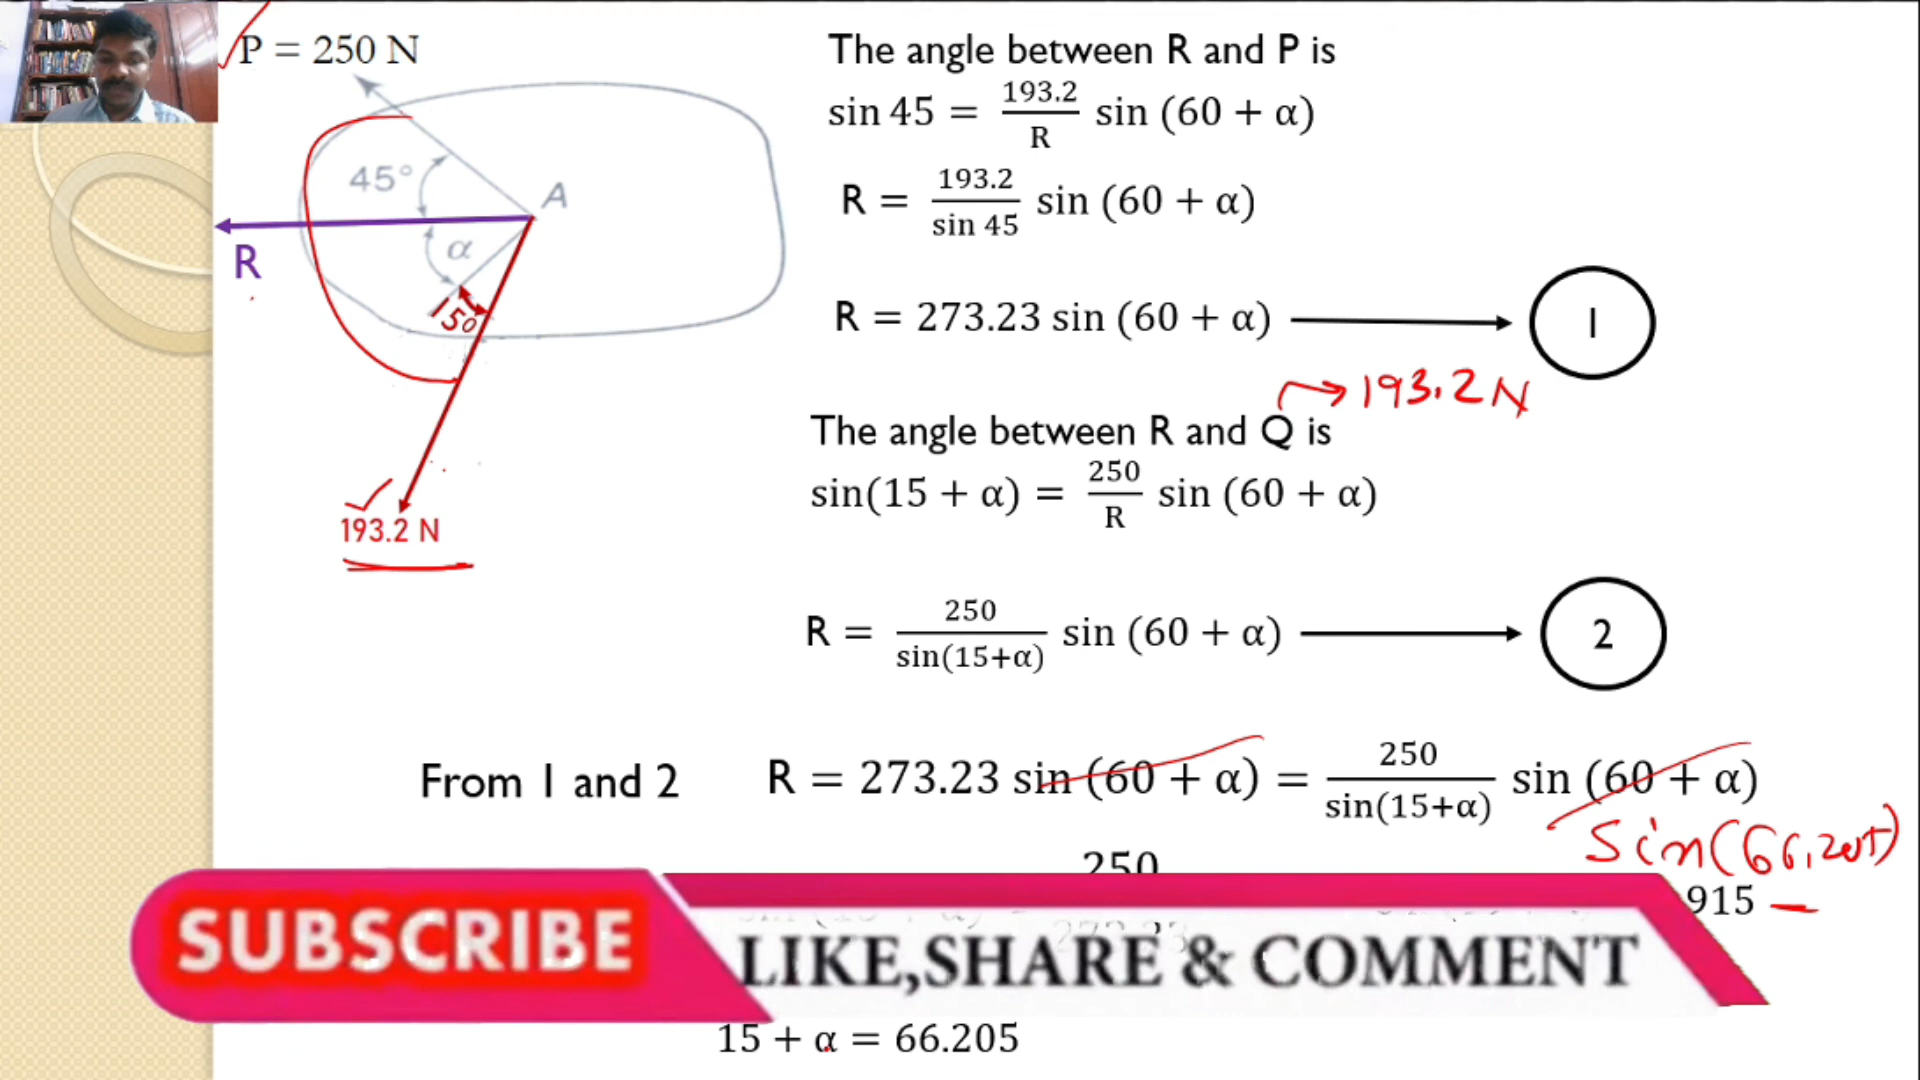 P = 250 N
45°
A
R
α
15°
193.2 N
The angle between R and P is
sin 45 = 193.2/R sin (60 + α)
R = 193.2/sin 45 sin (60 + α)
R = 273.23 sin (60 + α)
1
193.2 N
The angle between R and Q is
sin(15 + α) = 250/R sin (60 + α)
R = 250/sin(15+α) sin (60 + α)
2
From 1 and 2
R = 273.23 sin (60 + α) = 250/sin(15+α) sin (60 + α)
Sin(66.205)
250
915
SUBSCRIBE
LIKE,SHARE & COMMENT
15 + α = 66.205